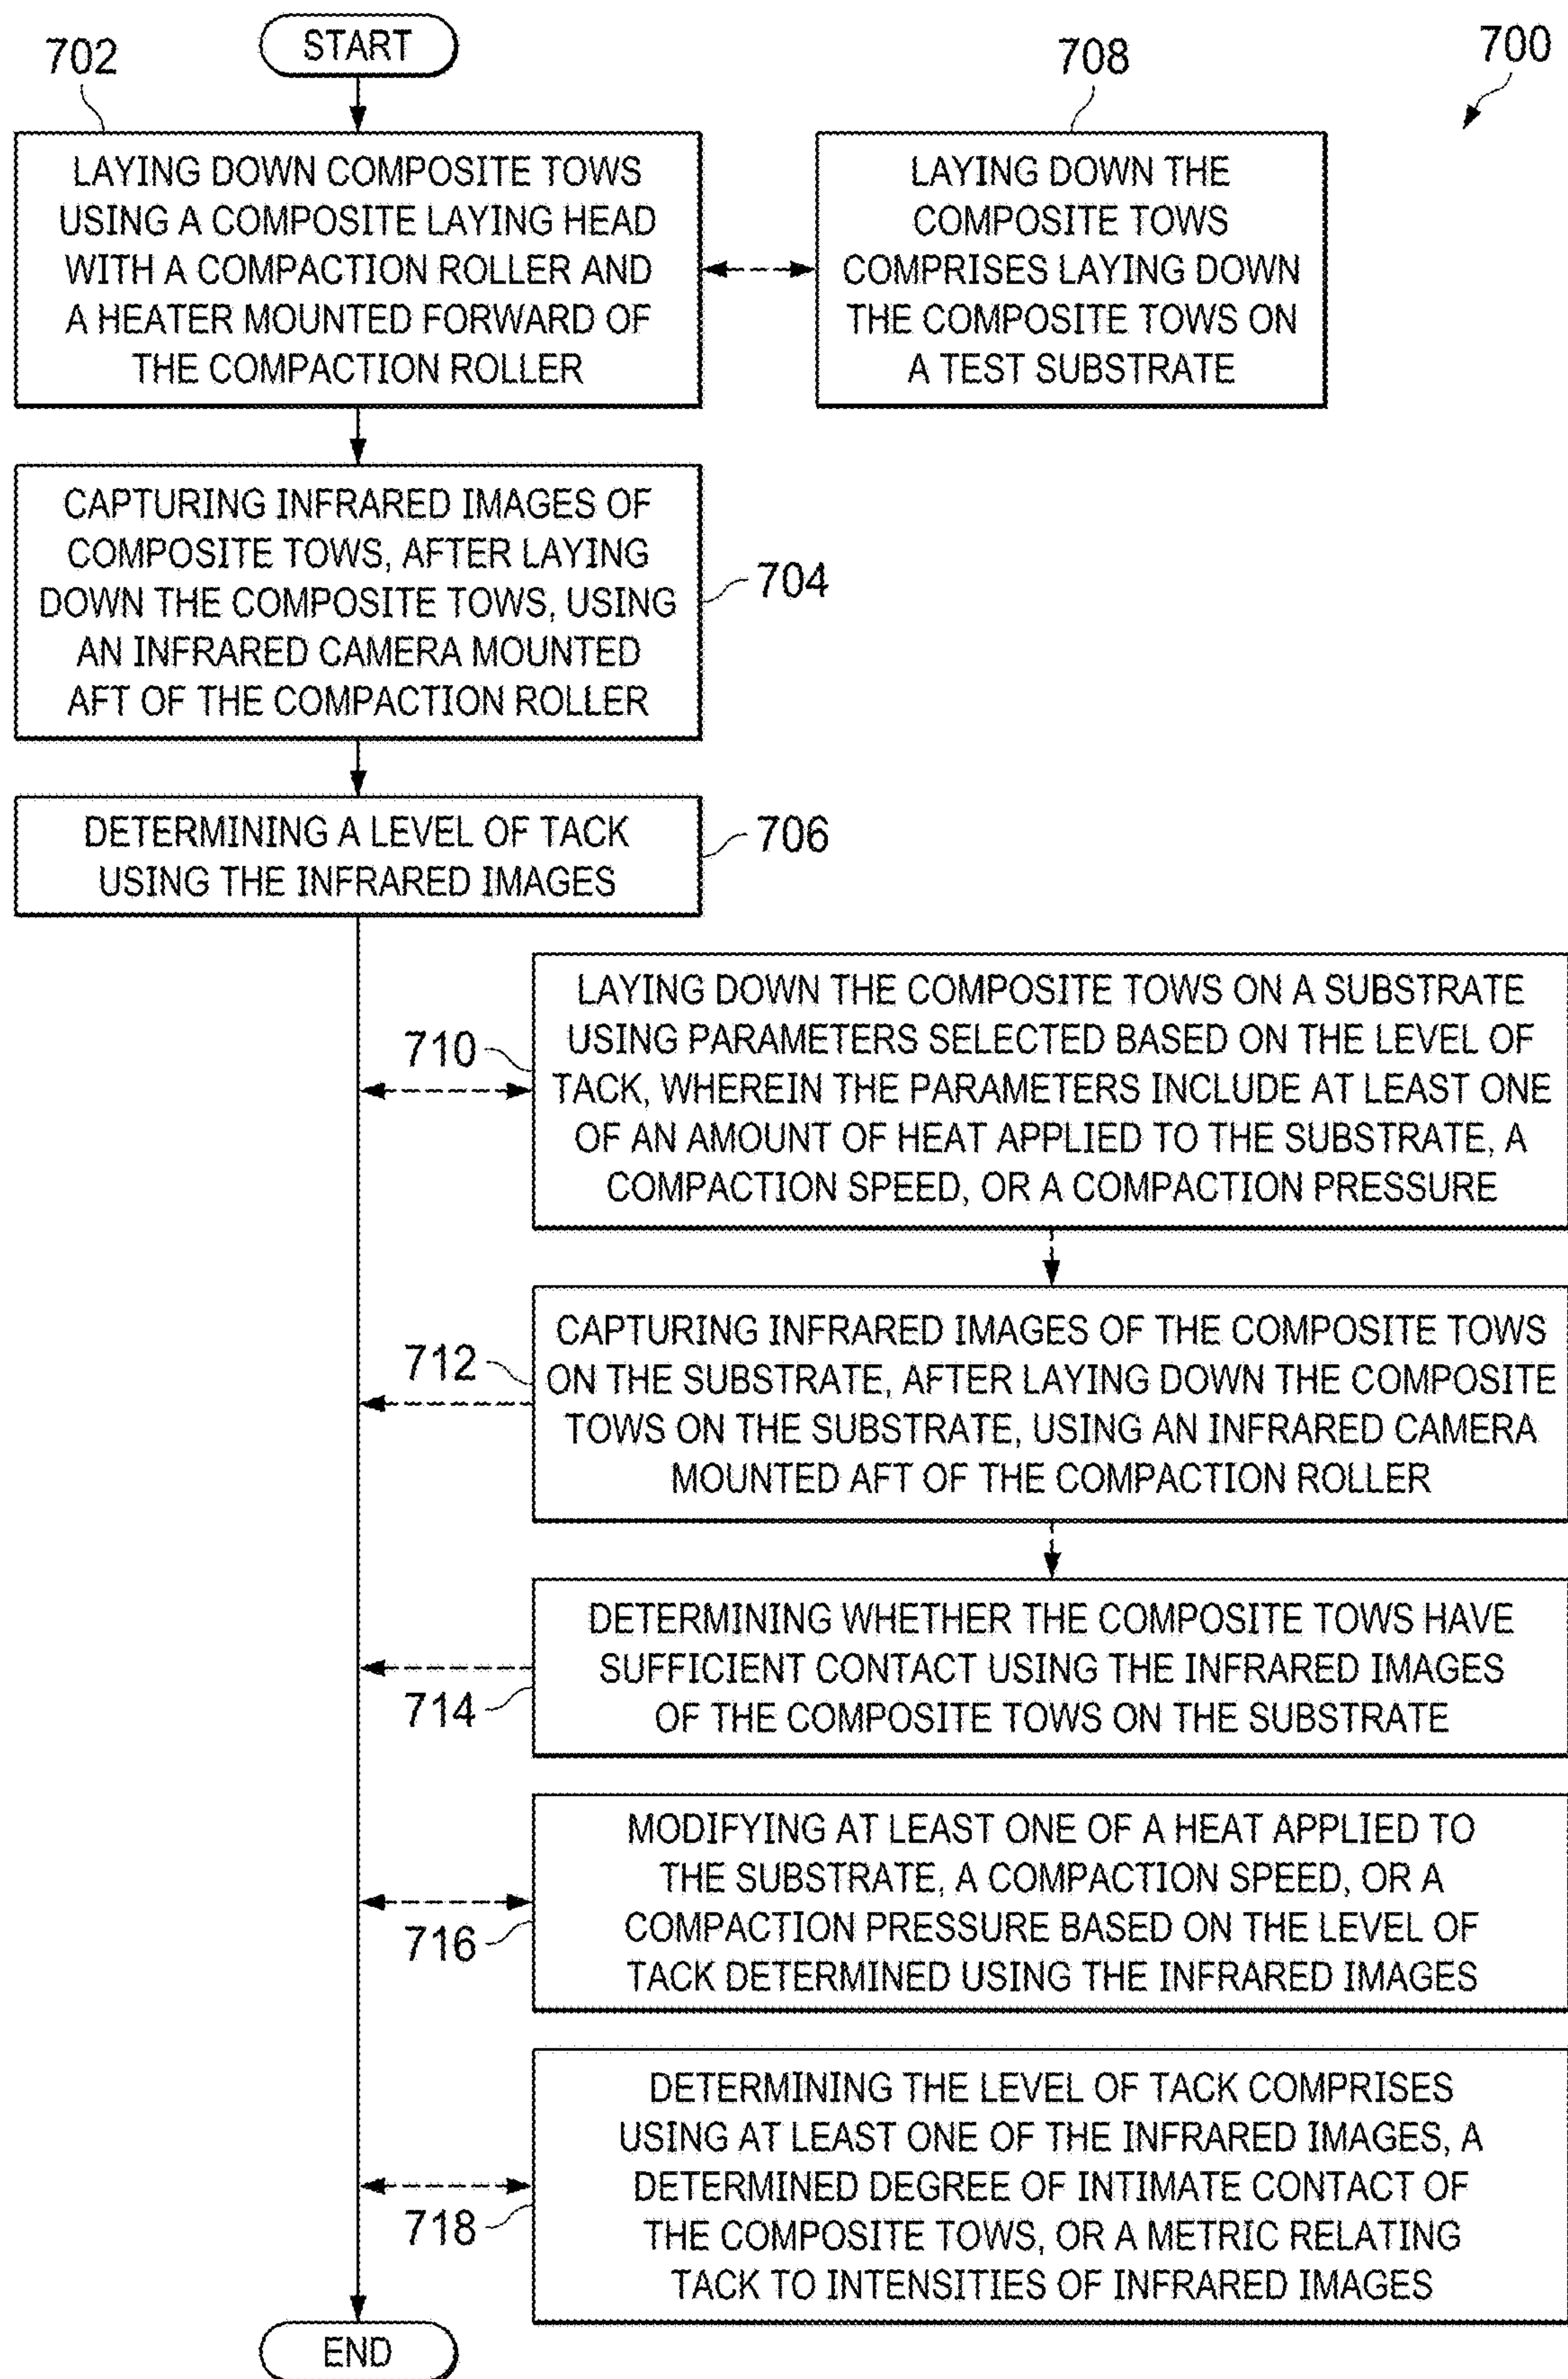 START
702
708
700
LAYING DOWN COMPOSITE TOWS
USING A COMPOSITE LAYING HEAD
WITH A COMPACTION ROLLER AND
A HEATER MOUNTED FORWARD OF
THE COMPACTION ROLLER
LAYING DOWN THE
COMPOSITE TOWS
COMPRISES LAYING DOWN
THE COMPOSITE TOWS ON
A TEST SUBSTRATE
CAPTURING INFRARED IMAGES OF
COMPOSITE TOWS, AFTER LAYING
DOWN THE COMPOSITE TOWS, USING
AN INFRARED CAMERA MOUNTED
AFT OF THE COMPACTION ROLLER
704
DETERMINING A LEVEL OF TACK
USING THE INFRARED IMAGES
706
710
LAYING DOWN THE COMPOSITE TOWS ON A SUBSTRATE
USING PARAMETERS SELECTED BASED ON THE LEVEL OF
TACK, WHEREIN THE PARAMETERS INCLUDE AT LEAST ONE
OF AN AMOUNT OF HEAT APPLIED TO THE SUBSTRATE, A
COMPACTION SPEED, OR A COMPACTION PRESSURE
712
CAPTURING INFRARED IMAGES OF THE COMPOSITE TOWS
ON THE SUBSTRATE, AFTER LAYING DOWN THE COMPOSITE
TOWS ON THE SUBSTRATE, USING AN INFRARED CAMERA
MOUNTED AFT OF THE COMPACTION ROLLER
DETERMINING WHETHER THE COMPOSITE TOWS HAVE
SUFFICIENT CONTACT USING THE INFRARED IMAGES
OF THE COMPOSITE TOWS ON THE SUBSTRATE
714
MODIFYING AT LEAST ONE OF A HEAT APPLIED TO
THE SUBSTRATE, A COMPACTION SPEED, OR A
COMPACTION PRESSURE BASED ON THE LEVEL OF
TACK DETERMINED USING THE INFRARED IMAGES
716
DETERMINING THE LEVEL OF TACK COMPRISES
USING AT LEAST ONE OF THE INFRARED IMAGES, A
DETERMINED DEGREE OF INTIMATE CONTACT OF
THE COMPOSITE TOWS, OR A METRIC RELATING
TACK TO INTENSITIES OF INFRARED IMAGES
718
END